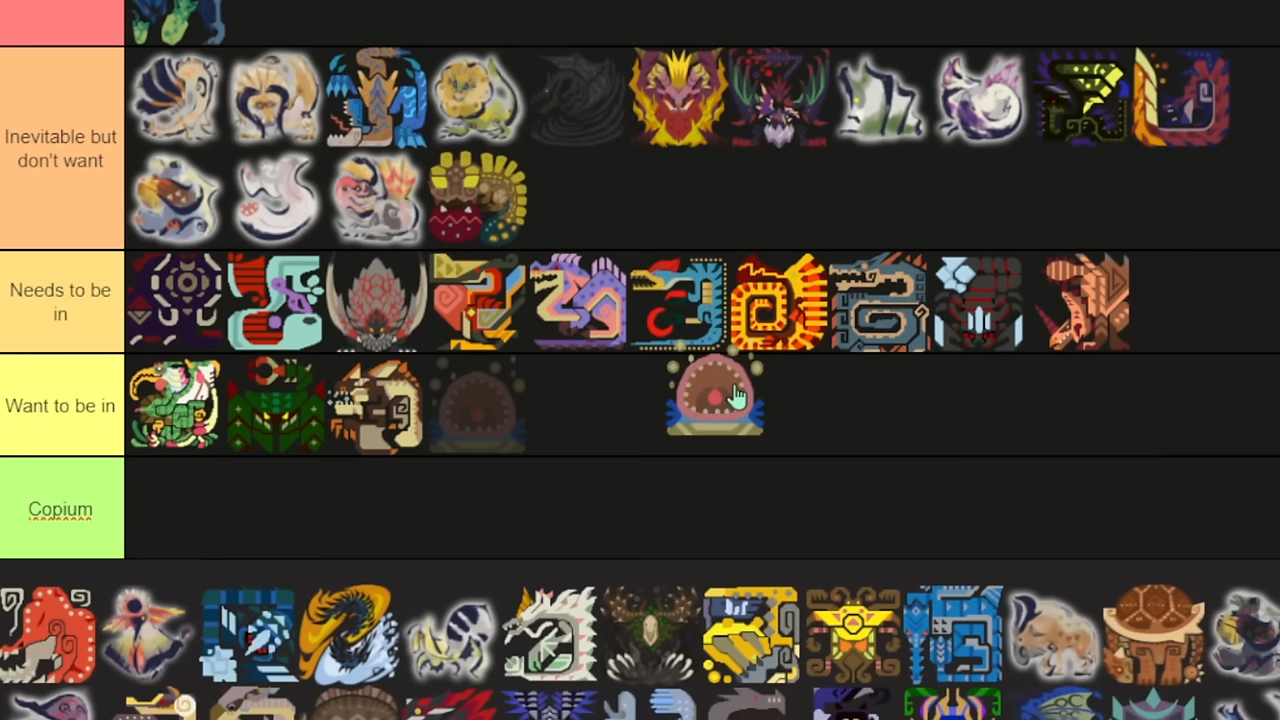 Inevitable but
don't want
Needs to be
in
Want to be in
Copium